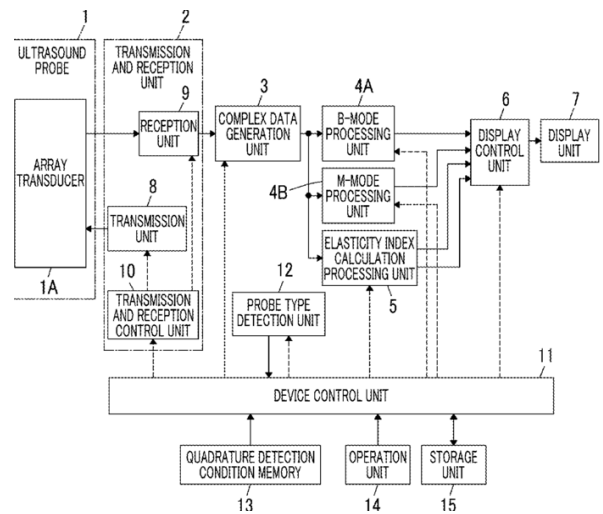 1
2
ULTRASOUND
PROBE
TRANSMISSION
AND RECEPTION
UNIT
9
3
4A
6
7
ARRAY
TRANSDUCER
1A
RECEPTION
UNIT
COMPLEX DATA
GENERATION
UNIT
B-MODE
PROCESSING
UNIT
DISPLAY
CONTROL
UNIT
DISPLAY
UNIT
8
TRANSMISSION
UNIT
4B
M-MODE
PROCESSING
UNIT
10
TRANSMISSION
AND RECEPTION
CONTROL UNIT
12
PROBE TYPE
DETECTION UNIT
ELASTICITY INDEX
CALCULATION
PROCESSING UNIT
5
11
DEVICE CONTROL UNIT
QUADRATURE DETECTION
CONDITION MEMORY
13
OPERATION
UNIT
14
STORAGE
UNIT
15